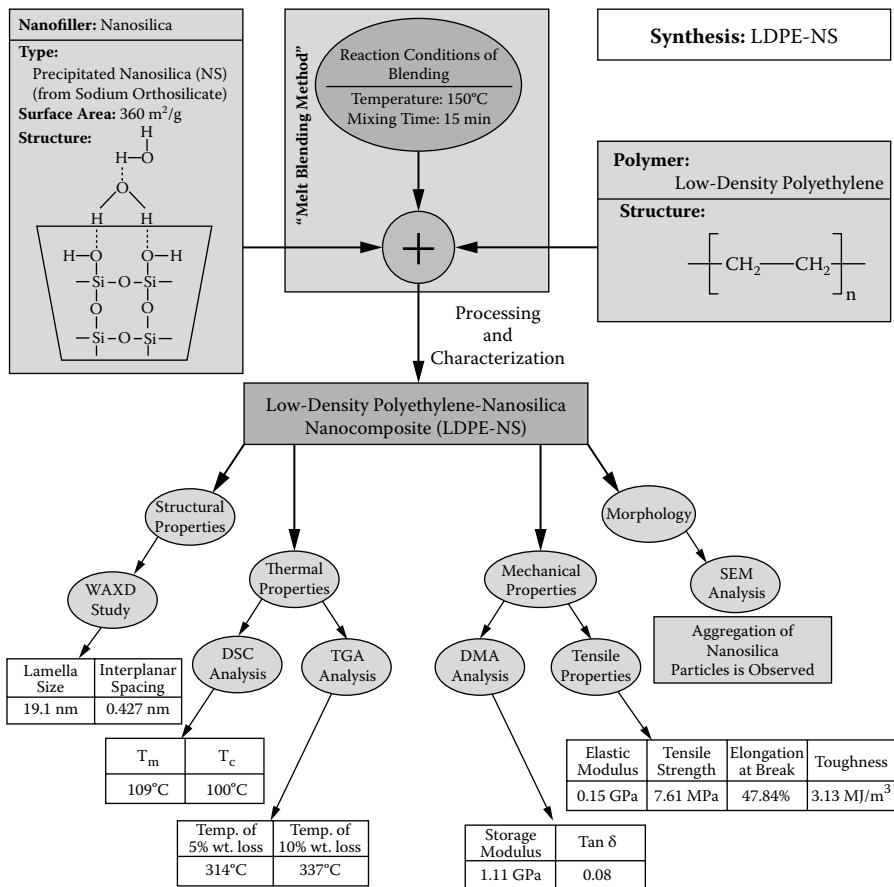 Nanofiller: Nanosilica
Type:
Precipitated Nanosilica (NS)
(from Sodium Orthosilicate)
Surface Area: 360 m²/g
Structure:
H
H—O
O
H H
H—O O—H
—Si—O—Si—
O O
—Si—O—Si—
"Melt Blending Method"
Reaction Conditions of
Blending
Temperature: 150°C
Mixing Time: 15 min
+
Synthesis: LDPE-NS
Polymer:
Low-Density Polyethylene
Structure:
[CH₂—CH₂]n
Processing
and
Characterization
Low-Density Polyethylene-Nanosilica
Nanocomposite (LDPE-NS)
Structural
Properties
WAXD
Study
Lamella Size
Interplanar Spacing
19.1 nm 0.427 nm
Thermal
Properties
DSC
Analysis
Tm Tc
109°C 100°C
TGA
Analysis
Temp. of 5% wt. loss
Temp. of 10% wt. loss
314°C 337°C
Mechanical
Properties
DMA
Analysis
Storage Modulus
Tan δ
1.11 GPa 0.08
Tensile
Properties
Elastic Modulus
Tensile Strength
Elongation at Break
Toughness
0.15 GPa 7.61 MPa 47.84% 3.13 MJ/m³
Morphology
SEM
Analysis
Aggregation of
Nanosilica
Particles is Observed